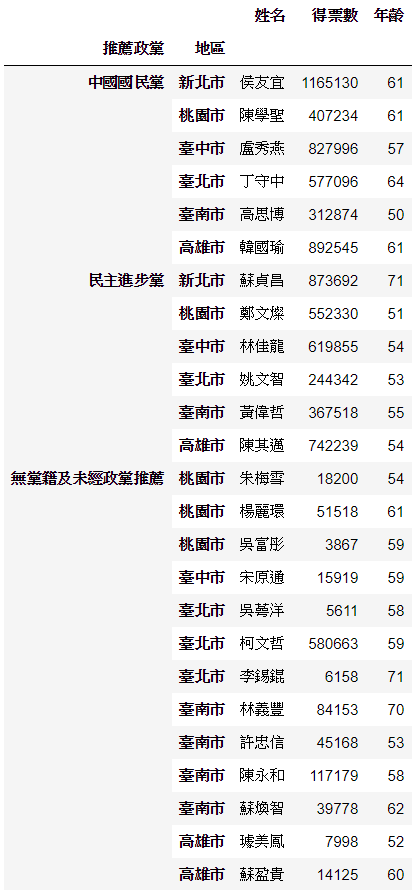 姓名 得票數 年齡
推薦政黨 地區
中國國民黨 新北市 侯友宜 1165130 61
桃園市 陳學聖 407234 61
臺中市 盧秀燕 827996 57
臺北市 丁守中 577096 64
臺南市 高思博 312874 50
高雄市 韓國瑜 892545 61
民主進步黨 新北市 蘇貞昌 873692 71
桃園市 鄭文燦 552330 51
臺中市 林佳龍 619855 54
臺北市 姚文智 244342 53
臺南市 黃偉哲 367518 55
高雄市 陳其邁 742239 54
無黨籍及未經政黨推薦 桃園市 朱梅雪 18200 54
桃園市 楊麗環 51518 61
桃園市 吳富彤 3867 59
臺中市 宋原通 15919 59
臺北市 吳蕚洋 5611 58
臺北市 柯文哲 580663 59
臺北市 李錫錕 6158 71
臺南市 林義豐 84153 70
臺南市 許忠信 45168 53
臺南市 陳永和 117179 58
臺南市 蘇煥智 39778 62
高雄市 璩美鳳 7998 52
高雄市 蘇盈貴 14125 60